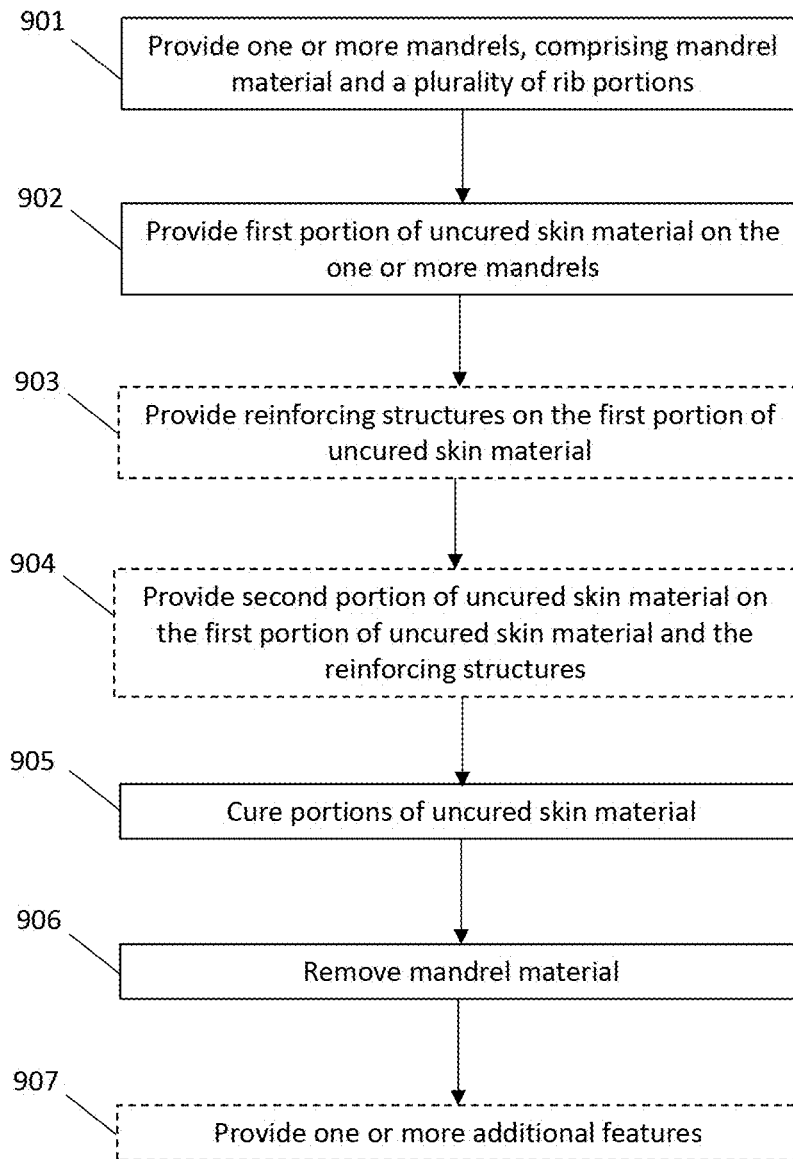 901
Provide one or more mandrels, comprising mandrel
material and a plurality of rib portions
902
Provide first portion of uncured skin material on the
one or more mandrels
903
Provide reinforcing structures on the first portion of
uncured skin material
904
Provide second portion of uncured skin material on
the first portion of uncured skin material and the
reinforcing structures
905
Cure portions of uncured skin material
906
Remove mandrel material
907
Provide one or more additional features